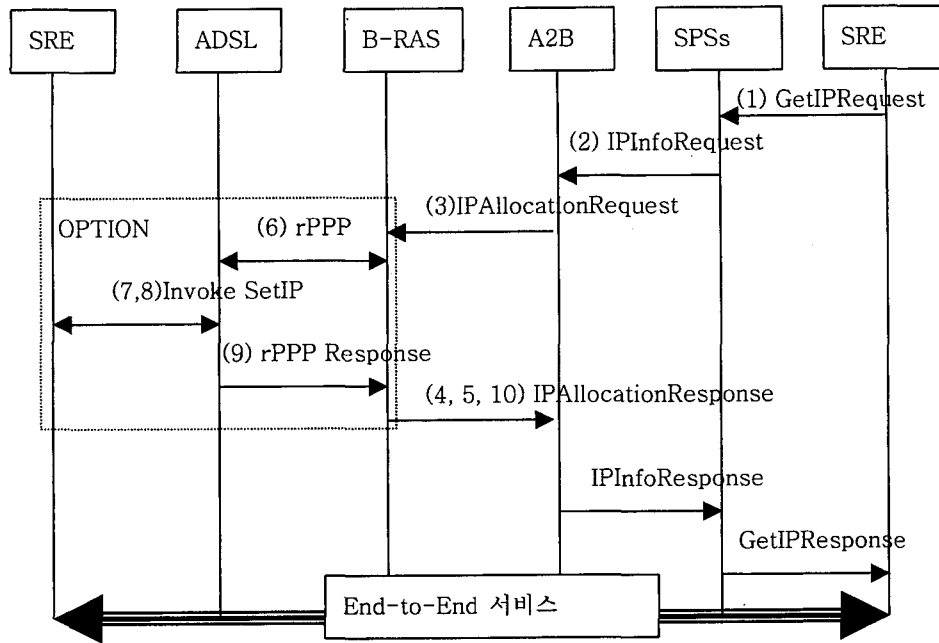 SRE
ADSL
B-RAS
A2B
SPSs
SRE
(1) GetIPRequest
(2) IPInfoRequest
(3)IPAllocationRequest
OPTION
(6) rPPP
(7,8)Invoke SetIP
(9) rPPP Response
(4, 5, 10) IPAllocationResponse
IPInfoResponse
GetIPResponse
End-to-End 서비스